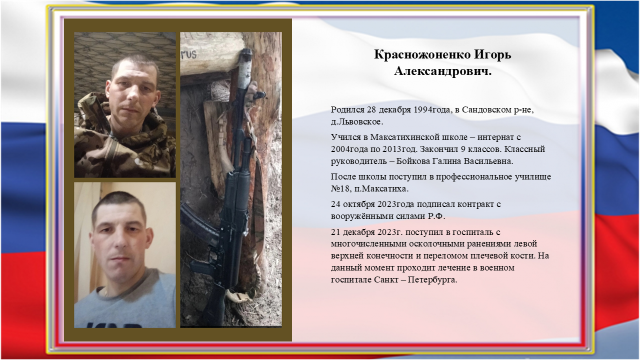 Красножоненко Игорь
Александрович.
Родился 28 декабря 1994года, в Сандовском р-не,
д.Львовское.
Учился в Максатихинской школе – интернат с
2004года по 2013год. Закончил 9 классов. Классный
руководитель – Бойкова Галина Васильевна.
После школы поступил в профессиональное училище
№18, п.Максатиха.
24 октября 2023года подписал контракт с
вооружёнными силами Р.Ф.
21 декабря 2023г. поступил в госпиталь с
многочисленными осколочными ранениями левой
верхней конечности и переломом плечевой кости. На
данный момент проходит лечение в военном
госпитале Санкт – Петербурга.
rus